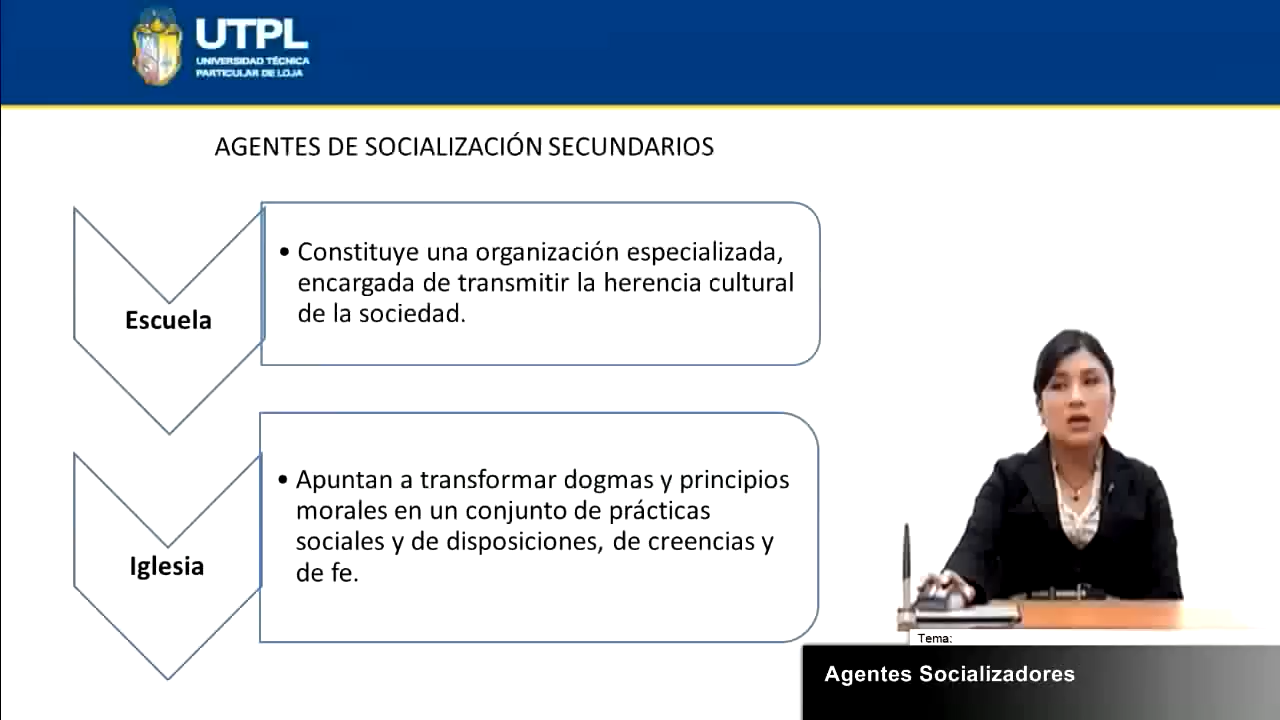 UTPL
UNIVERSIDAD TÉCNICA
PARTICULAR DE LOJA
AGENTES DE SOCIALIZACIÓN SECUNDARIOS
Escuela
• Constituye una organización especializada,
encargada de transmitir la herencia cultural
de la sociedad.
Iglesia
• Apuntan a transformar dogmas y principios
morales en un conjunto de prácticas
sociales y de disposiciones, de creencias y
de fe.
Tema:
Agentes Socializadores